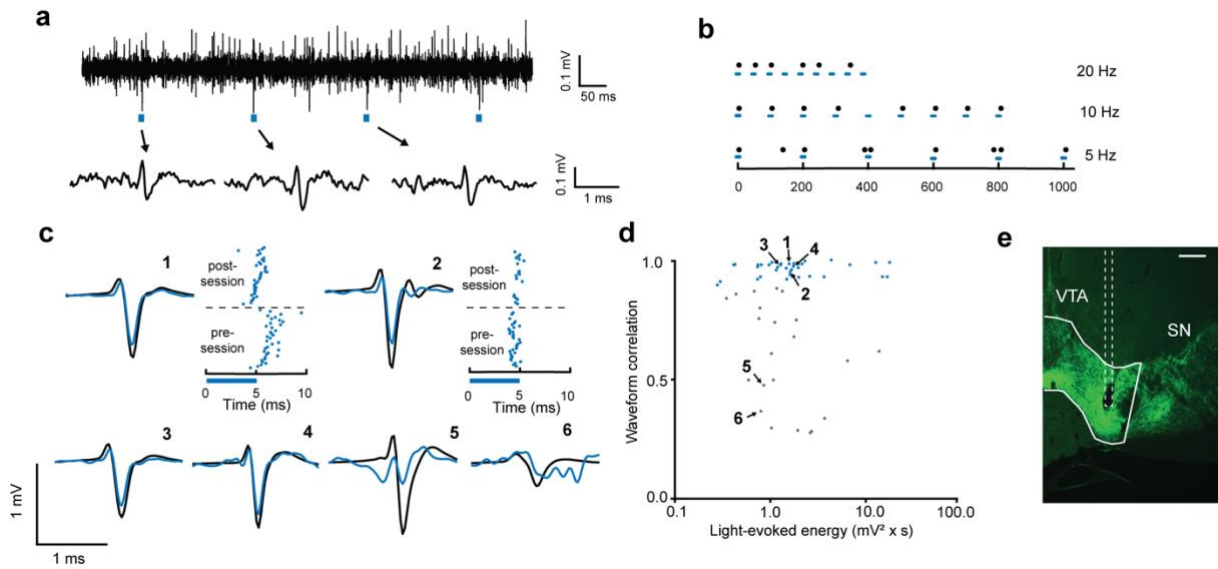 a
0.1 mV
50 ms
0.1 mV
1 ms
b
20 Hz
10 Hz
5 Hz
0 200 400 600 800 1000
c
1
post-
session
pre-
session
0 5 10
Time (ms)
2
post-
session
pre-
session
0 5 10
Time (ms)
3
4
5
6
1 mV
1 ms
d
Waveform correlation
1.0
0.5
0.0
3
1
4
2
5
6
0.1 1.0 10.0 100.0
Light-evoked energy (mV² x s)
e
VTA
SN